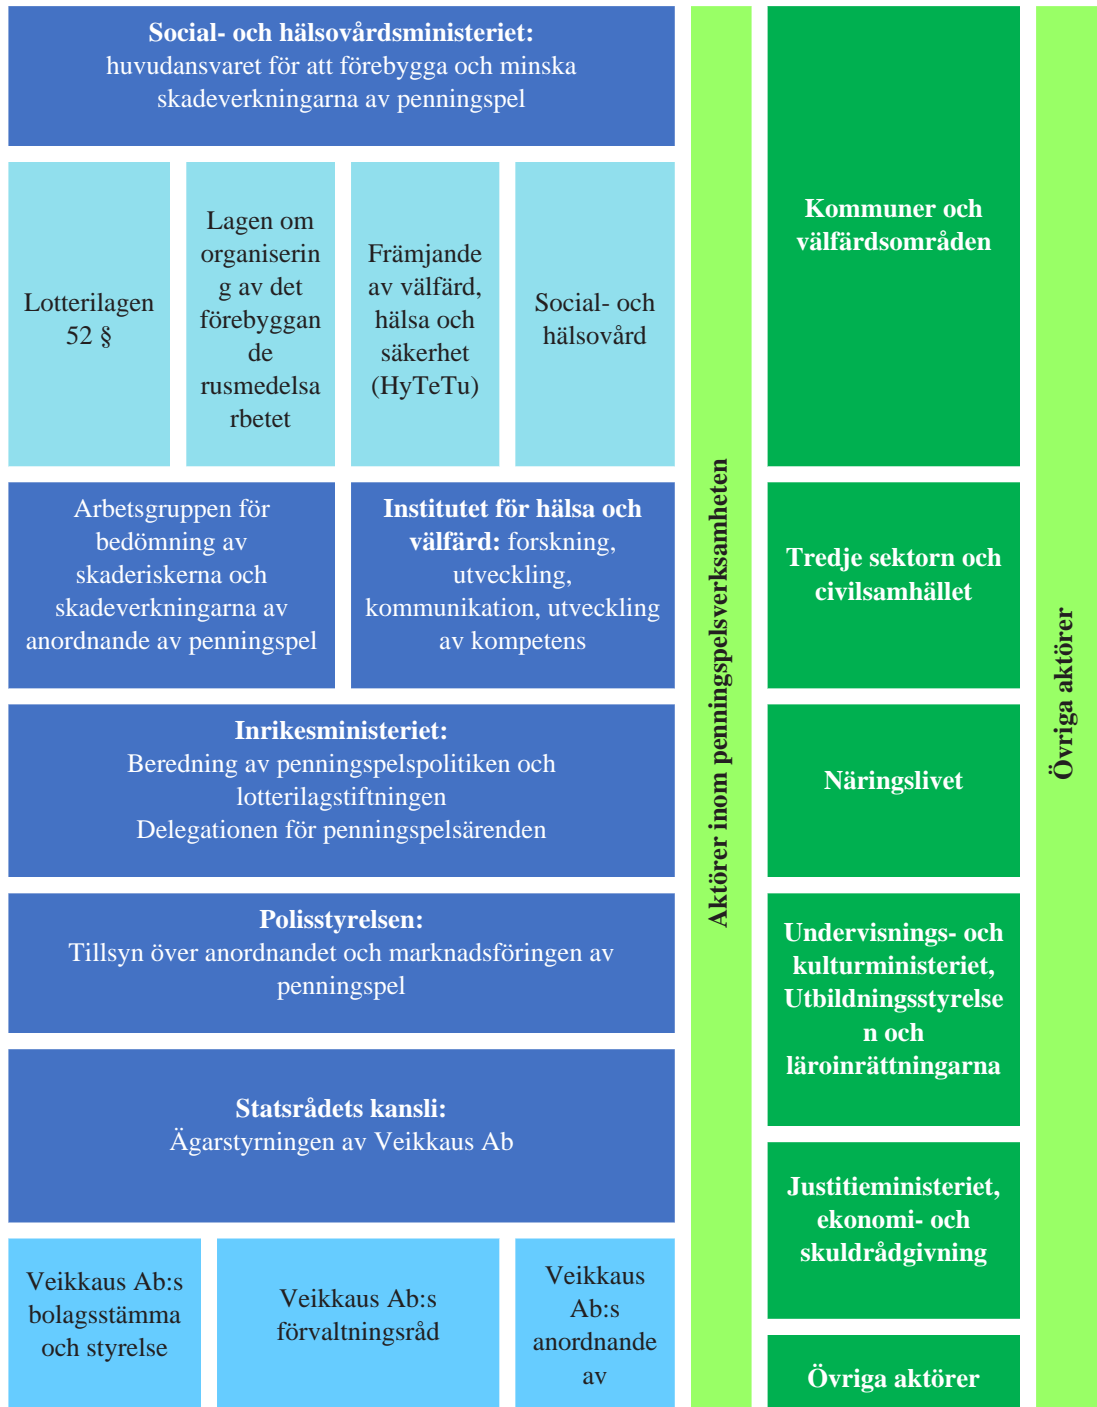 Social- och hälsovårdsministeriet:
huvudansvaret för att förebygga och minska
skadeverkningarna av penningspel
Lotterilagen
52 §
Lagen om
organiserin
g av det
förebyggan
de
rusmedelsa
rbetet
Främjande
av välfärd,
hälsa och
säkerhet
(HyTeTu)
Social- och
hälsovård
Arbetsgruppen för
bedömning av
skaderiskerna och
skadeverkningarna av
anordnande av penningspel
Institutet för hälsa och
välfärd: forskning,
utveckling,
kommunikation, utveckling
av kompetens
Inrikesministeriet:
Beredning av penningspelspolitiken och
lotterilagstiftningen
Delegationen för penningspelsärenden
Polisstyrelsen:
Tillsyn över anordnandet och marknadsföringen av
penningspel
Statsrådets kansli:
Ägarstyrningen av Veikkaus Ab
Veikkaus Ab:s
bolagsstämma
och styrelse
Veikkaus Ab:s
förvaltningsråd
Veikkaus
Ab:s
anordnande
av
Aktörer inom penningspelsverksamheten
Kommuner och
välfärdsområden
Tredje sektorn och
civilsamhället
Näringslivet
Undervisnings- och
kulturministeriet,
Utbildningsstyrelse
n och
läroinrättningarna
Justitieministeriet,
ekonomi- och
skuldrådgivning
Övriga aktörer
Övriga aktörer